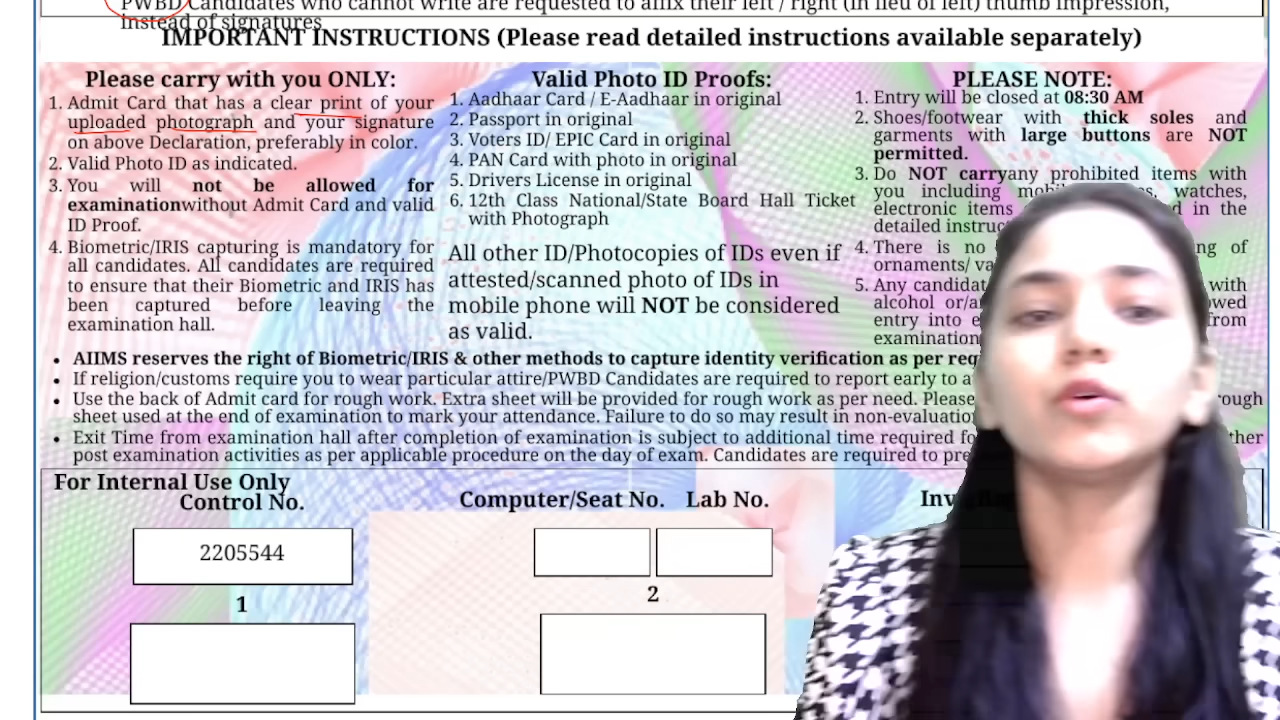 PWBD Candidates who cannot write are requested to affix their left / right (in lieu of left) thumb impression,
instead of signatures
IMPORTANT INSTRUCTIONS (Please read detailed instructions available separately)
Please carry with you ONLY:
1. Admit Card that has a clear print of your
uploaded photograph and your signature
on above Declaration, preferably in color.
2. Valid Photo ID as indicated.
3. You will not be allowed for
examinationwithout Admit Card and valid
ID Proof.
4. Biometric/IRIS capturing is mandatory for
all candidates. All candidates are required
to ensure that their Biometric and IRIS has
been captured before leaving the
examination hall.
Valid Photo ID Proofs:
1. Aadhaar Card / E-Aadhaar in original
2. Passport in original
3. Voters ID/ EPIC Card in original
4. PAN Card with photo in original
5. Drivers License in original
6. 12th Class National/State Board Hall Ticket
with Photograph
All other ID/Photocopies of IDs even if
attested/scanned photo of IDs in
mobile phone will NOT be considered
as valid.
PLEASE NOTE:
1. Entry will be closed at 08:30 AM
2. Shoes/footwear with thick soles and
garments with large buttons are NOT
permitted.
3. Do NOT carryany prohibited items with
you including watches,
electronic items in the
detailed
4. There is no of
ornaments/
5. Any with
alcohol
entry into from
examination
• AIIMS reserves the right of Biometric/IRIS & other methods to capture identity verification as per
• If religion/customs require you to wear particular attire/PWBD Candidates are required to report early to
• Use the back of Admit card for rough work. Extra sheet will be provided for rough work as per need. Please rough
sheet used at the end of examination to mark your attendance. Failure to do so may result in
• Exit Time from examination hall after completion of examination is subject to additional time required
post examination activities as per applicable procedure on the day of exam. Candidates are required to
For Internal Use Only
Control No. Computer/Seat No. Lab No.
2205544
1 2